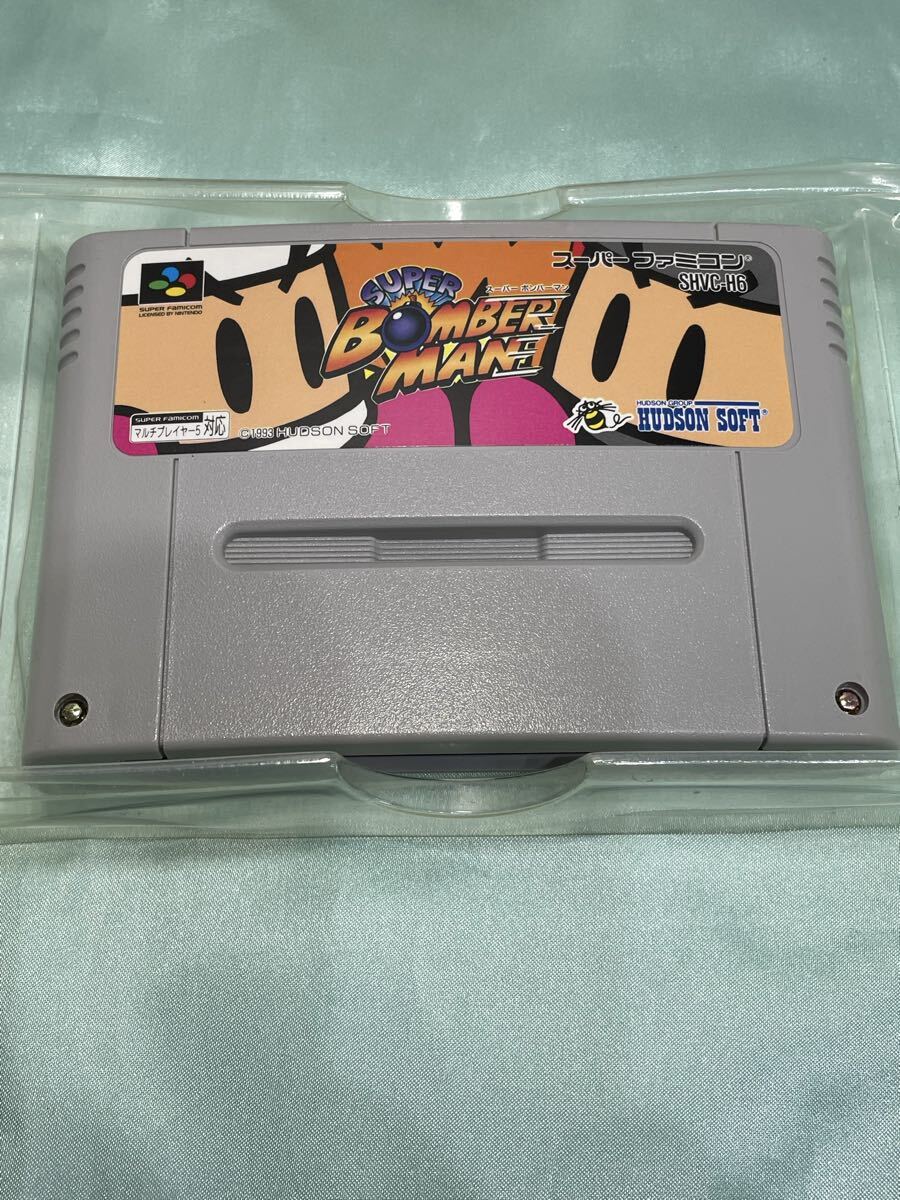 SUPER FAMICOM
LICENSED BY NINTENDO
SUPER
スーパー ボンバーマン
BOMBER
MAN
スーパーファミコン®
SHVC-H6
SUPER FAMICOM
マルチプレイヤー5 対応
©1993 HUDSON SOFT
HUDSON GROUP
HUDSON SOFT®